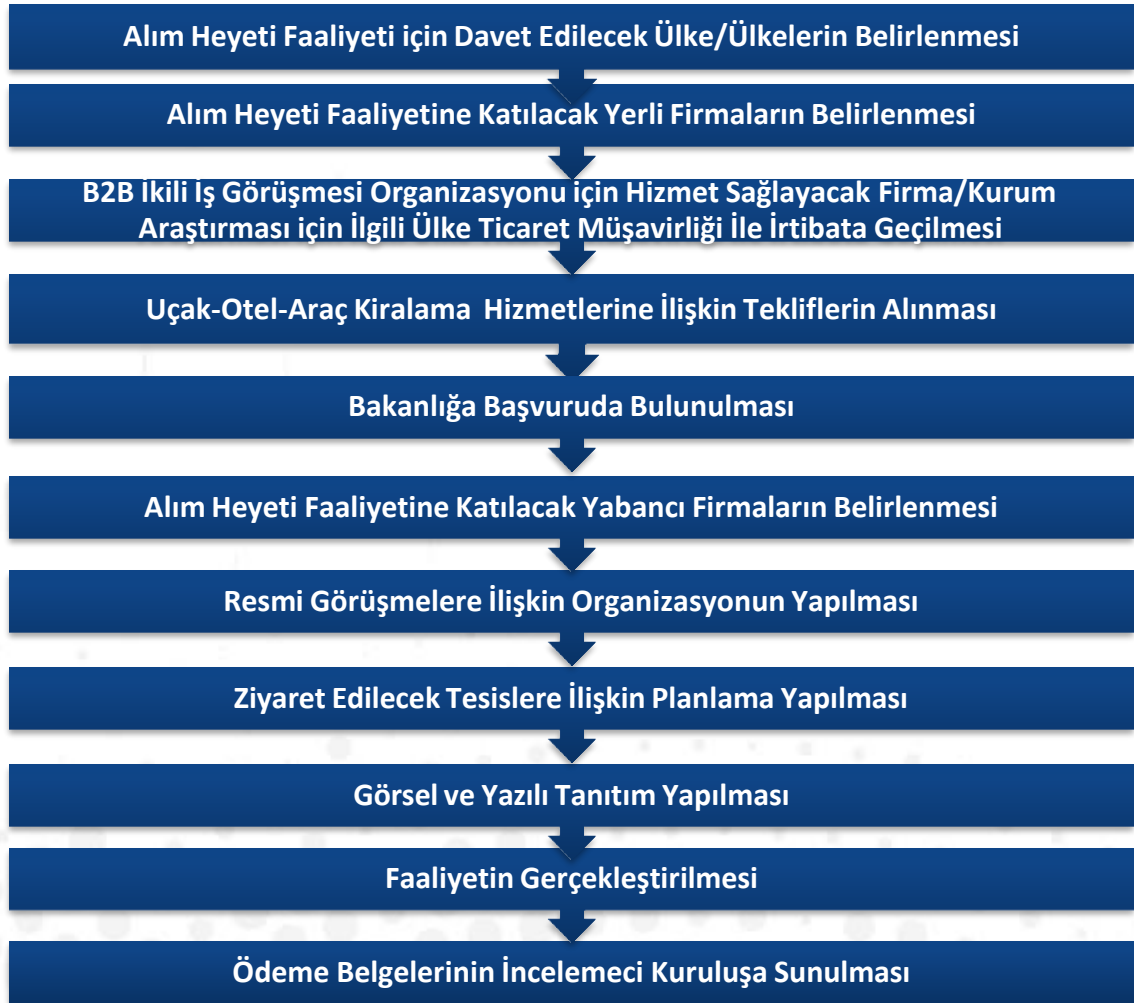 Alım Heyeti Faaliyeti için Davet Edilecek Ülke/Ülkelerin Belirlenmesi
Alım Heyeti Faaliyetine Katılacak Yerli Firmaların Belirlenmesi
B2B İkili İş Görüşmesi Organizasyonu için Hizmet Sağlayacak Firma/Kurum
Araştırması için İlgili Ülke Ticaret Müşavirliği İle İrtibata Geçilmesi
Uçak-Otel-Araç Kiralama Hizmetlerine İlişkin Tekliflerin Alınması
Bakanlığa Başvuruda Bulunulması
Alım Heyeti Faaliyetine Katılacak Yabancı Firmaların Belirlenmesi
Resmi Görüşmelere İlişkin Organizasyonun Yapılması
Ziyaret Edilecek Tesislere İlişkin Planlama Yapılması
Görsel ve Yazılı Tanıtım Yapılması
Faaliyetin Gerçekleştirilmesi
Ödeme Belgelerinin İncelemeci Kuruluşa Sunulması